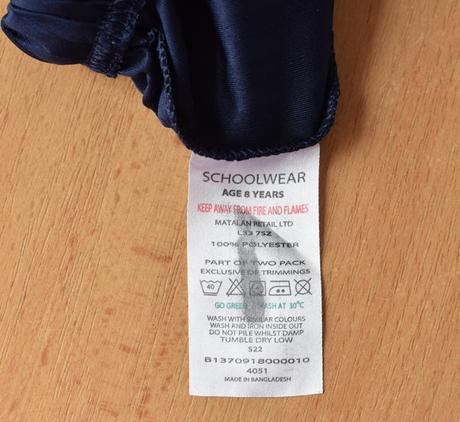 SCHOOLWEAR
AGE 8 YEARS
KEEP AWAY FROM FIRE AND FLAMES
MATALAN RETAIL LTD
L33 7SZ
100% POLYESTER
PART OF TWO PACK
EXCLUSIVE OF TRIMMINGS
40
GO GREEN WASH AT 30°C
WASH WITH SIMILAR COLOURS
WASH AND IRON INSIDE OUT
DO NOT PILE WHILST DAMP
TUMBLE DRY LOW
S22
B1370918000010
4051
MADE IN BANGLADESH